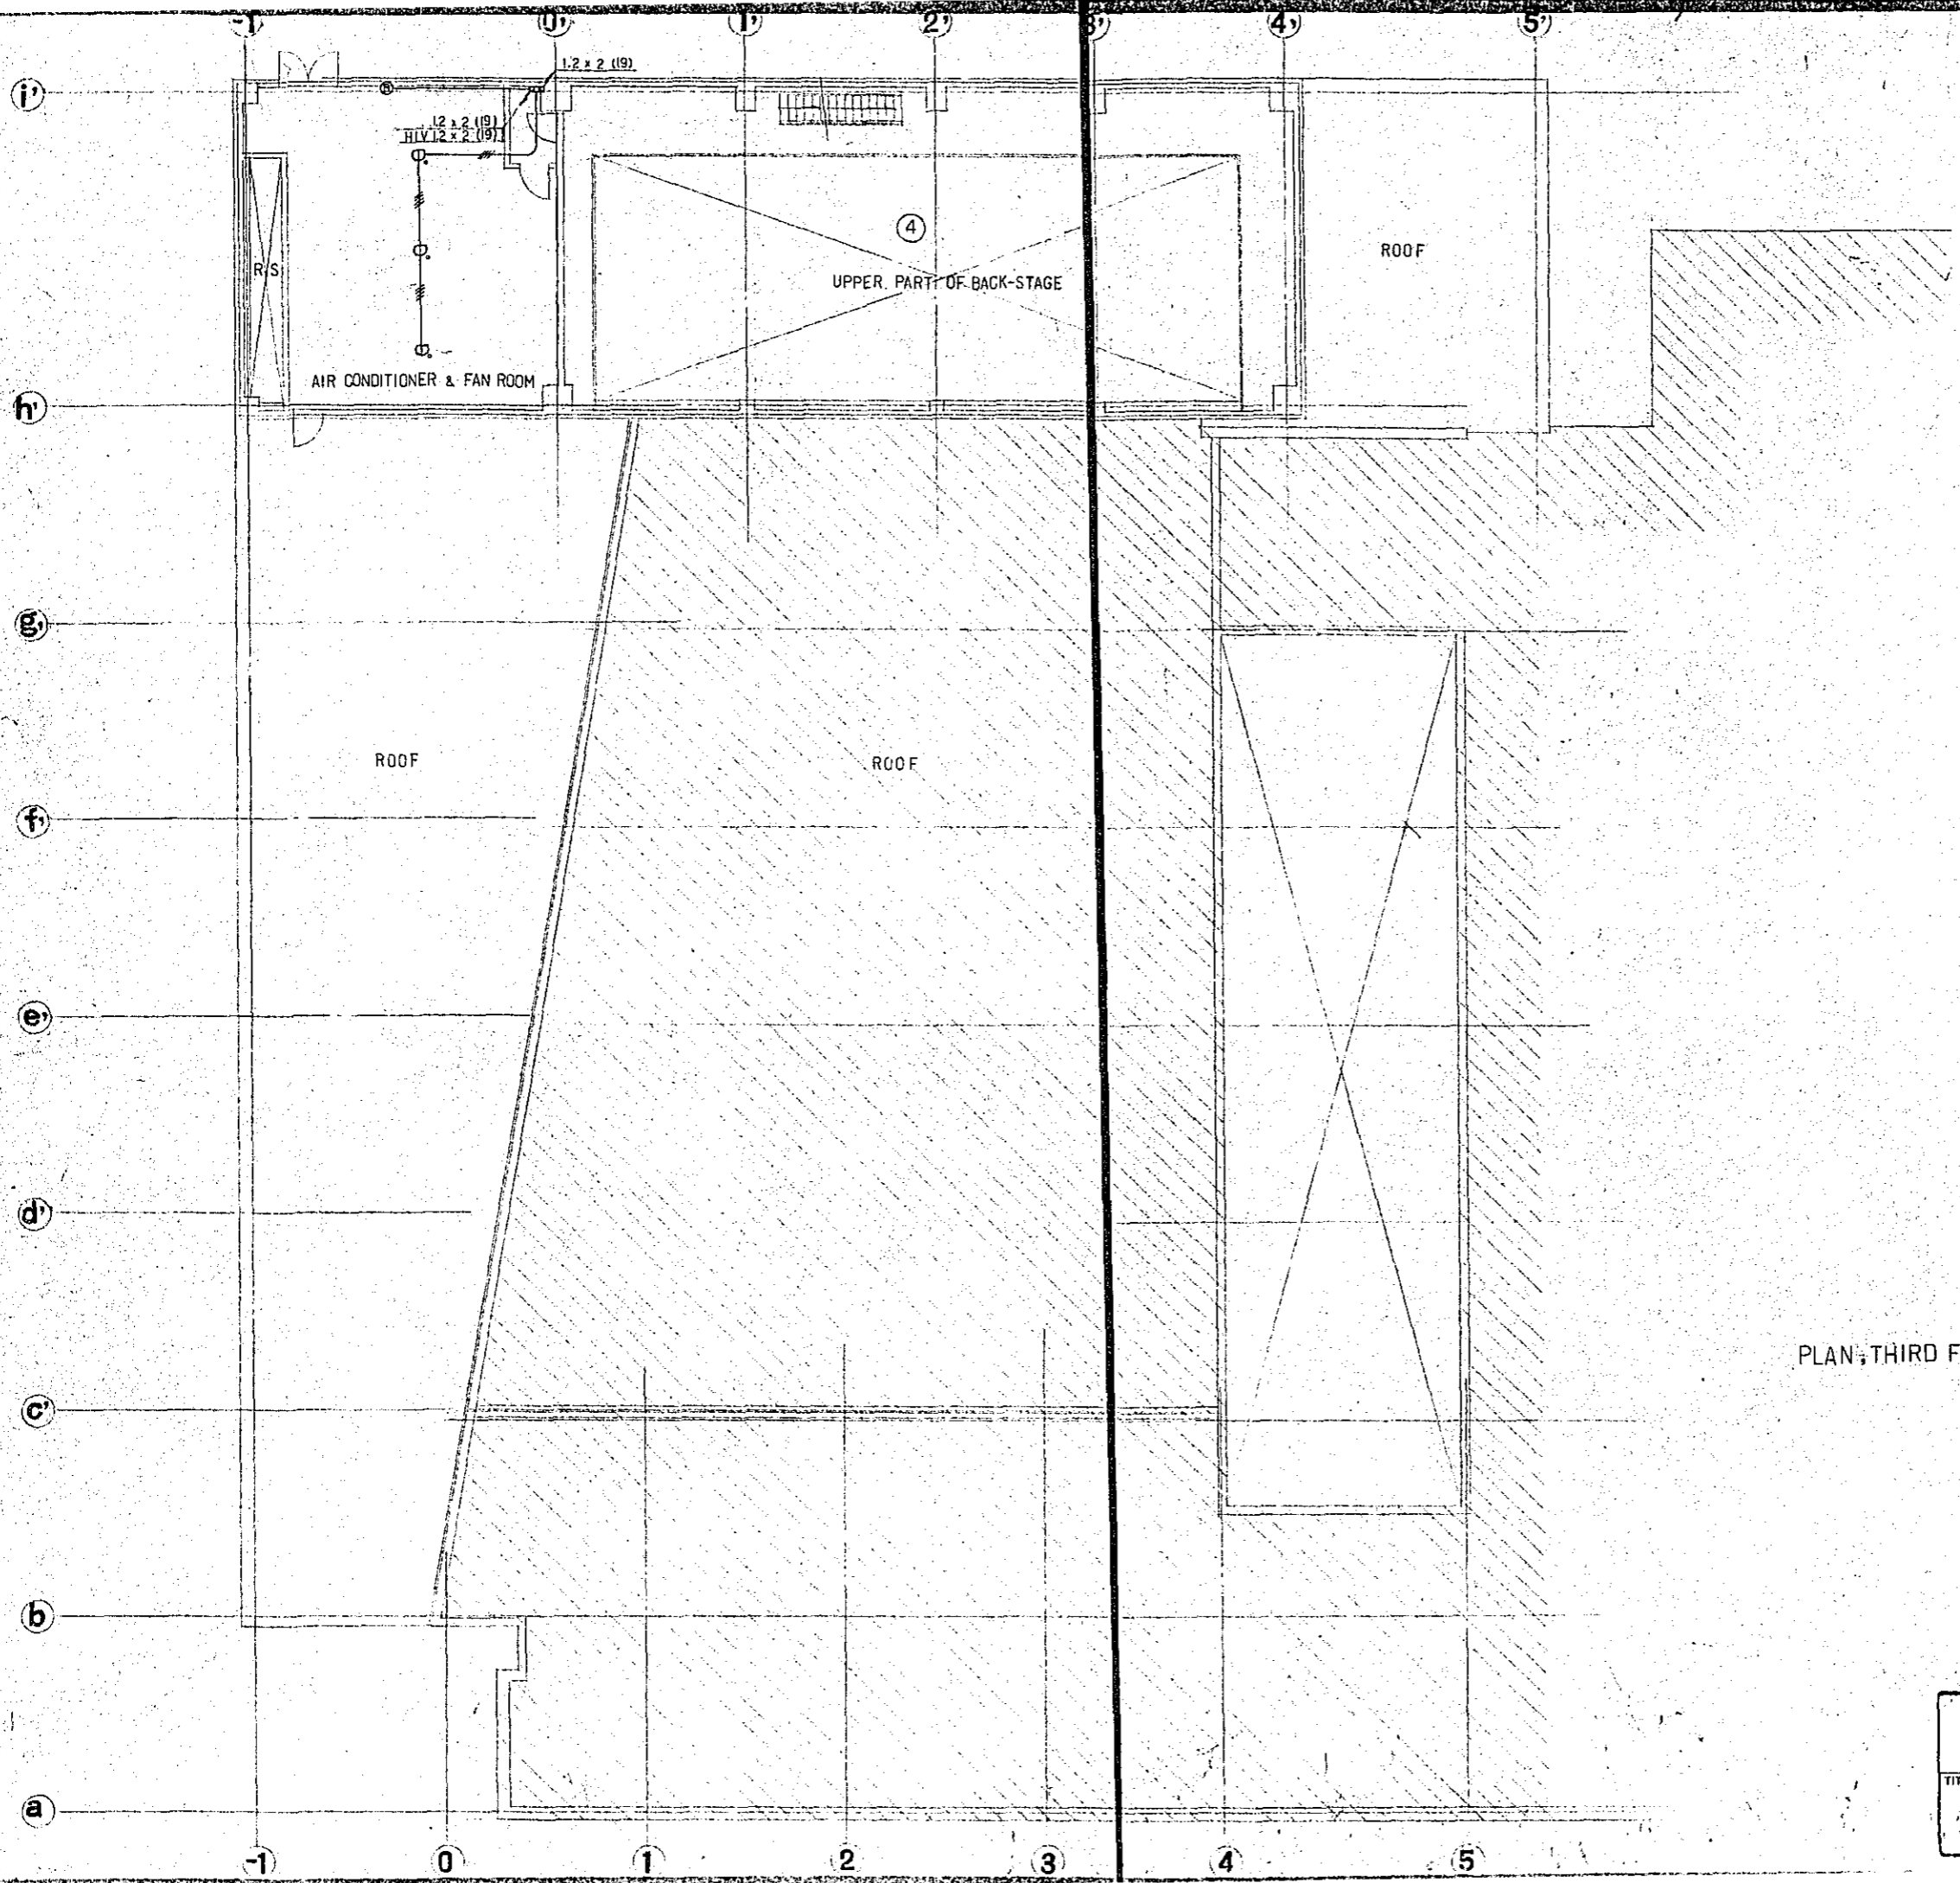 -1' 0' 1' 2' 3' 4' 5'
1.2 x 2 (19)
i'
1.2 x 2 (19)
HIV 1.2 x 2 (19)
4
ROOF
R.S
UPPER PART OF BACK-STAGE
AIR CONDITIONER & FAN ROOM
h'
g'
ROOF
ROOF
f'
e'
d'
PLAN, THIRD F
c'
b
TIT
a
-1 0 1 2 3 4 5